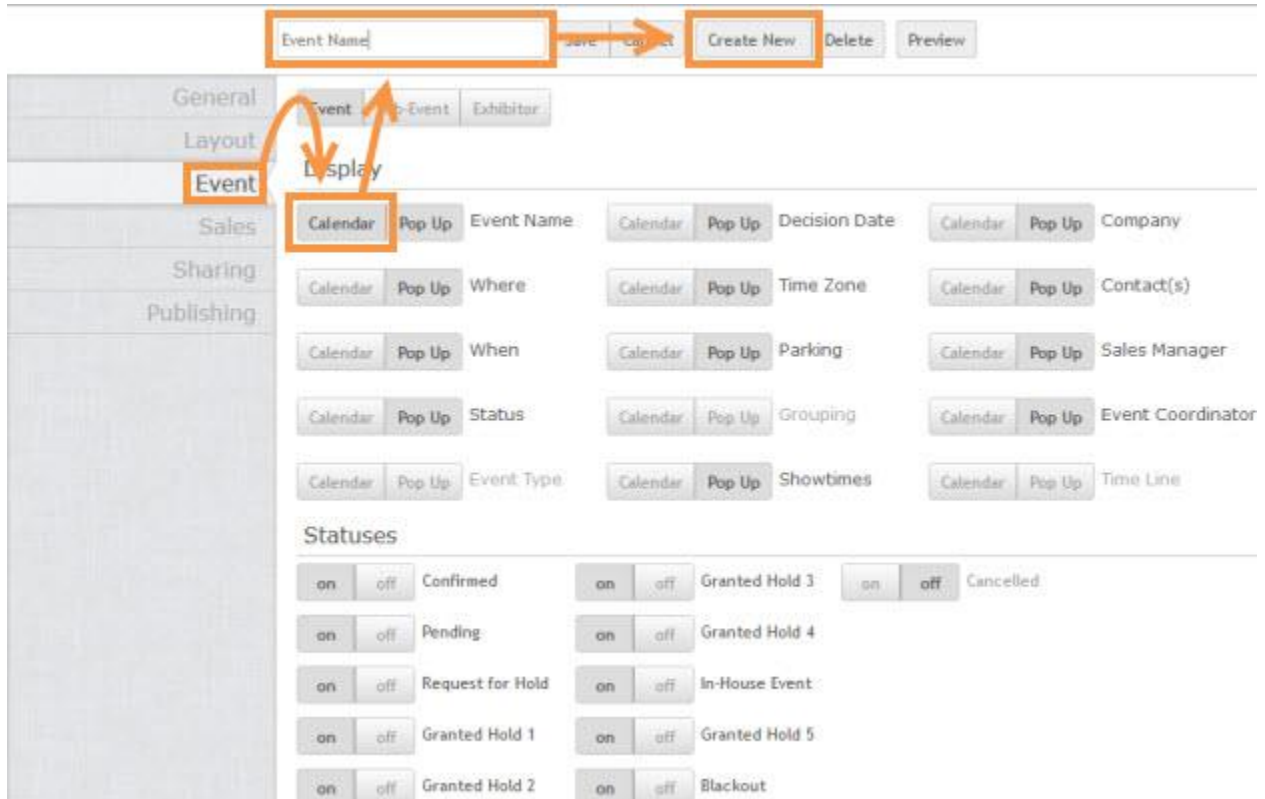 Event Name Save Cancel Create New Delete Preview
General
Layout
Event
Sales
Sharing
Publishing
Event Sub-Event Exhibitor
Display
Calendar Pop Up Event Name Calendar Pop Up Decision Date Calendar Pop Up Company
Calendar Pop Up Where Calendar Pop Up Time Zone Calendar Pop Up Contact(s)
Calendar Pop Up When Calendar Pop Up Parking Calendar Pop Up Sales Manager
Calendar Pop Up Status Calendar Pop Up Grouping Calendar Pop Up Event Coordinator
Calendar Pop Up Event Type Calendar Pop Up Showtimes Calendar Pop Up Time Line
Statuses
on off Confirmed on off Granted Hold 3 on off Cancelled
on off Pending on off Granted Hold 4
on off Request for Hold on off In-House Event
on off Granted Hold 1 on off Granted Hold 5
on off Granted Hold 2 on off Blackout